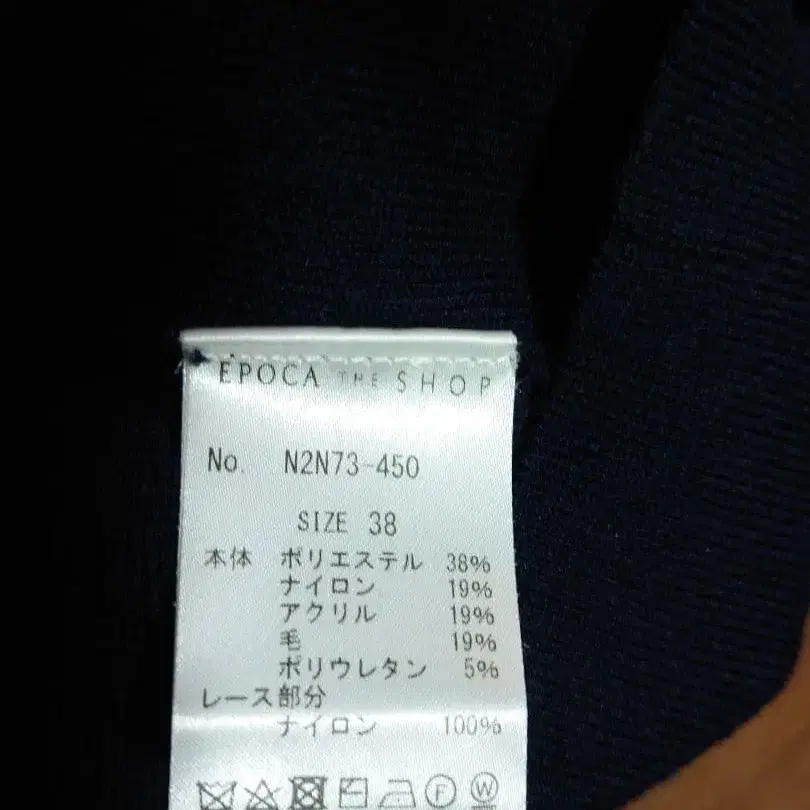 EPOCA THE SHOP
No. N2N73-450
SIZE 38
本体 ポリエステル 38%
ナイロン 19%
アクリル 19%
毛 19%
ポリウレタン 5%
レース部分
ナイロン 100%
F W